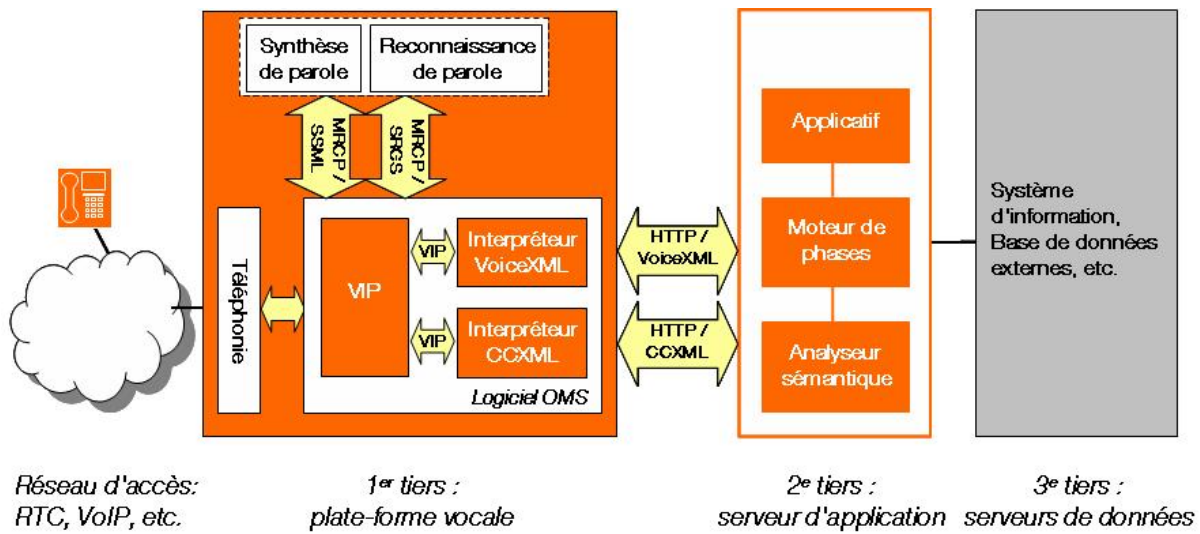 Synthèse
de parole
Reconnaissance
de parole
MRCP /
SSML
MRCP /
SRGS
Téléphonie
VIP
VIP
Interpréteur
VoiceXML
VIP
Interpréteur
CCXML
Logiciel OMS
HTTP /
VoiceXML
HTTP /
CCXML
Applicatif
Moteur de
phases
Analyseur
sémantique
Système
d'information,
Base de données
externes, etc.
Réseau d'accès:
RTC, VoIP, etc.
1er tiers :
plate-forme vocale
2e tiers :
serveur d'application
3e tiers :
serveurs de données